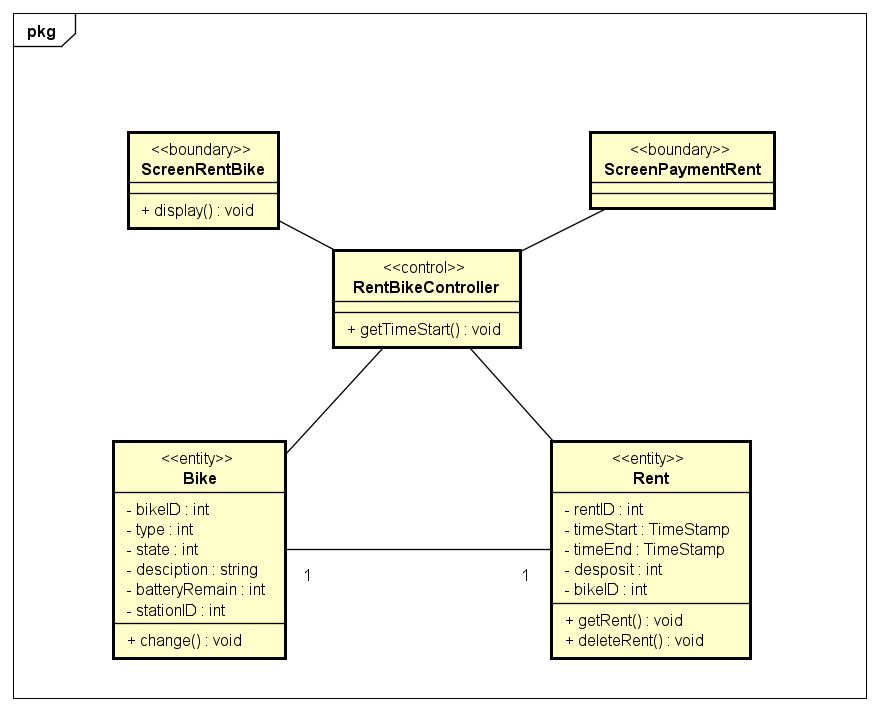 pkg
<<boundary>>
ScreenRentBike
+ display() : void
<<boundary>>
ScreenPaymentRent
<<control>>
RentBikeController
+ getTimeStart() : void
<<entity>>
Bike
- bikeID : int
- type : int
- state : int
- desciption : string
- batteryRemain : int
- stationID : int
+ change() : void
1
1
<<entity>>
Rent
- rentID : int
- timeStart : TimeStamp
- timeEnd : TimeStamp
- desposit : int
- bikeID : int
+ getRent() : void
+ deleteRent() : void